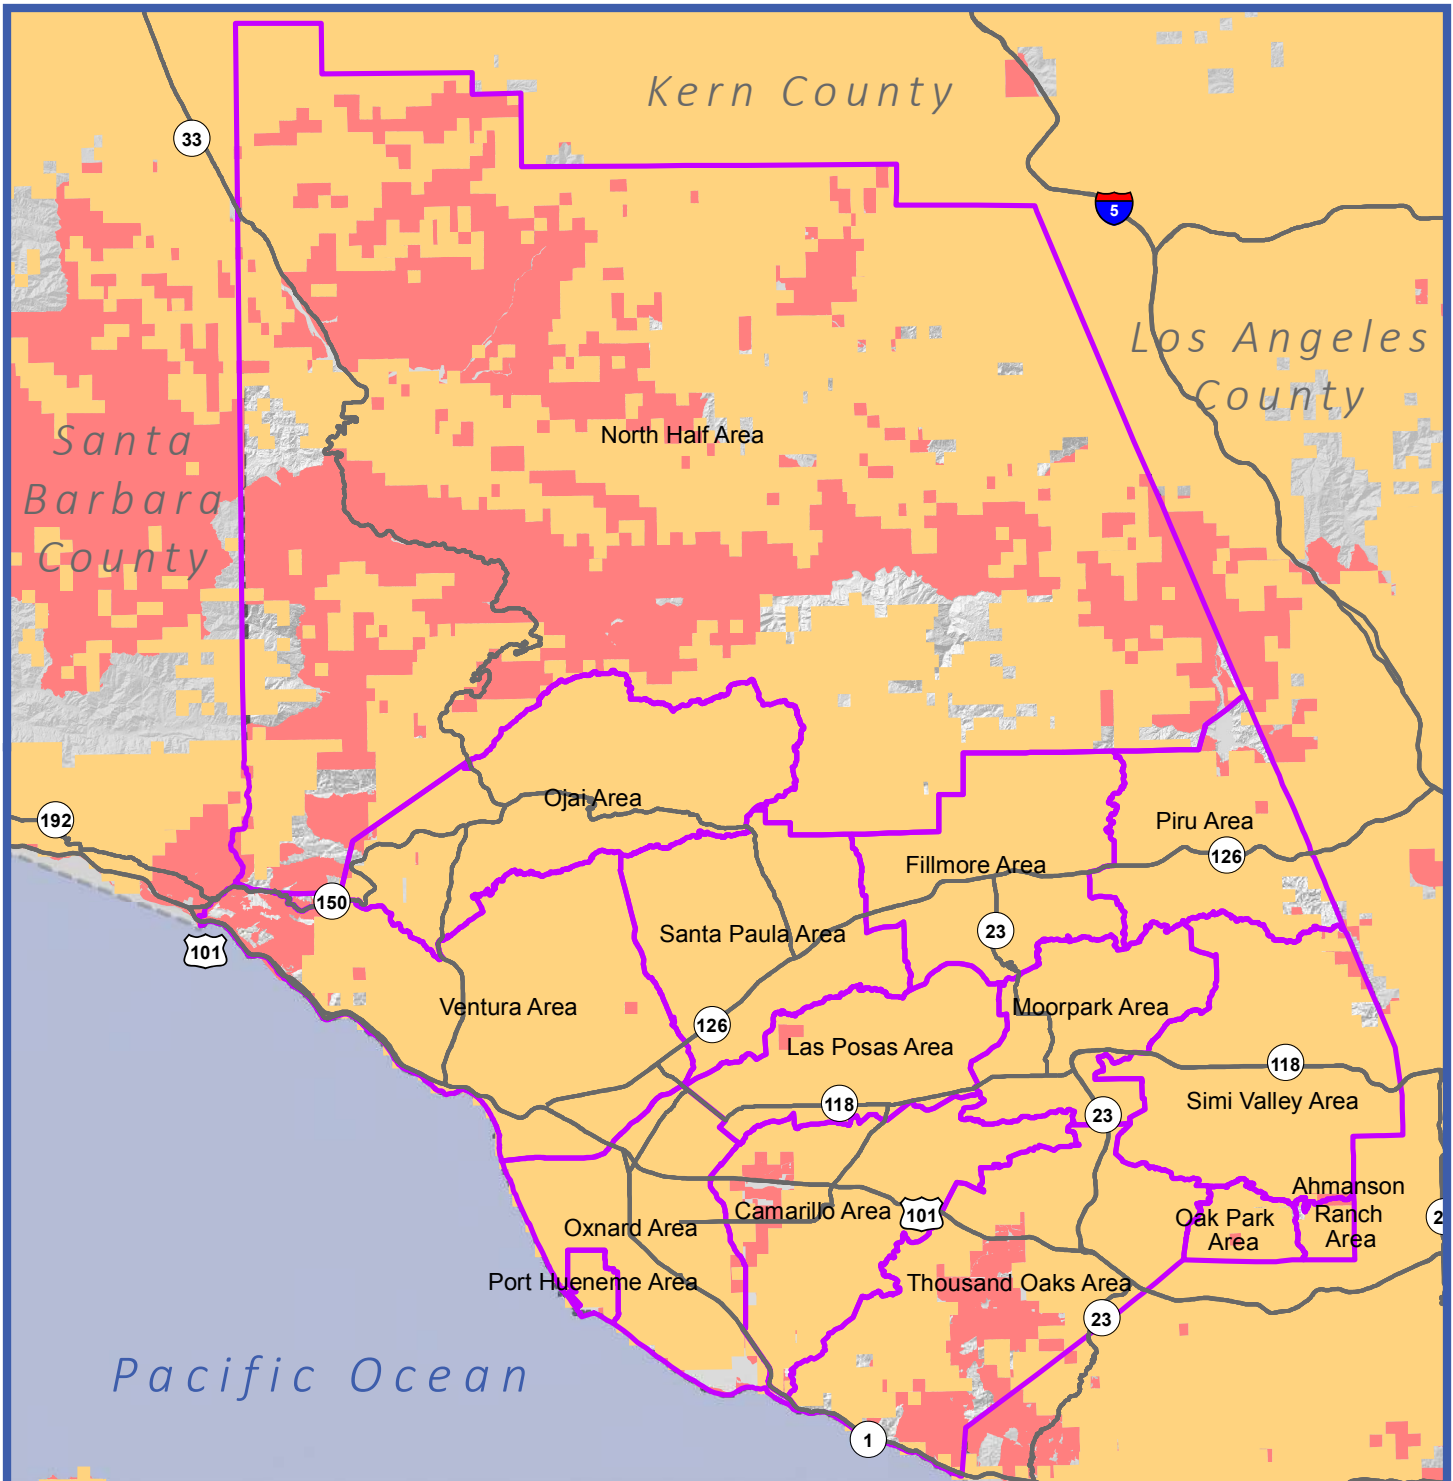 Kern County
33
5
Los Angeles
County
Santa
Barbara
County
North Half Area
Ojai Area
192
Piru Area
126
Fillmore Area
150
23
Santa Paula Area
101
Ventura Area
126
Moorpark Area
Las Posas Area
118
118
23
Simi Valley Area
Ahmanson
Ranch
Area
Oak Park
Area
Camarillo Area
101
2
Oxnard Area
Port Hueneme Area
Thousand Oaks Area
23
Pacific Ocean
1